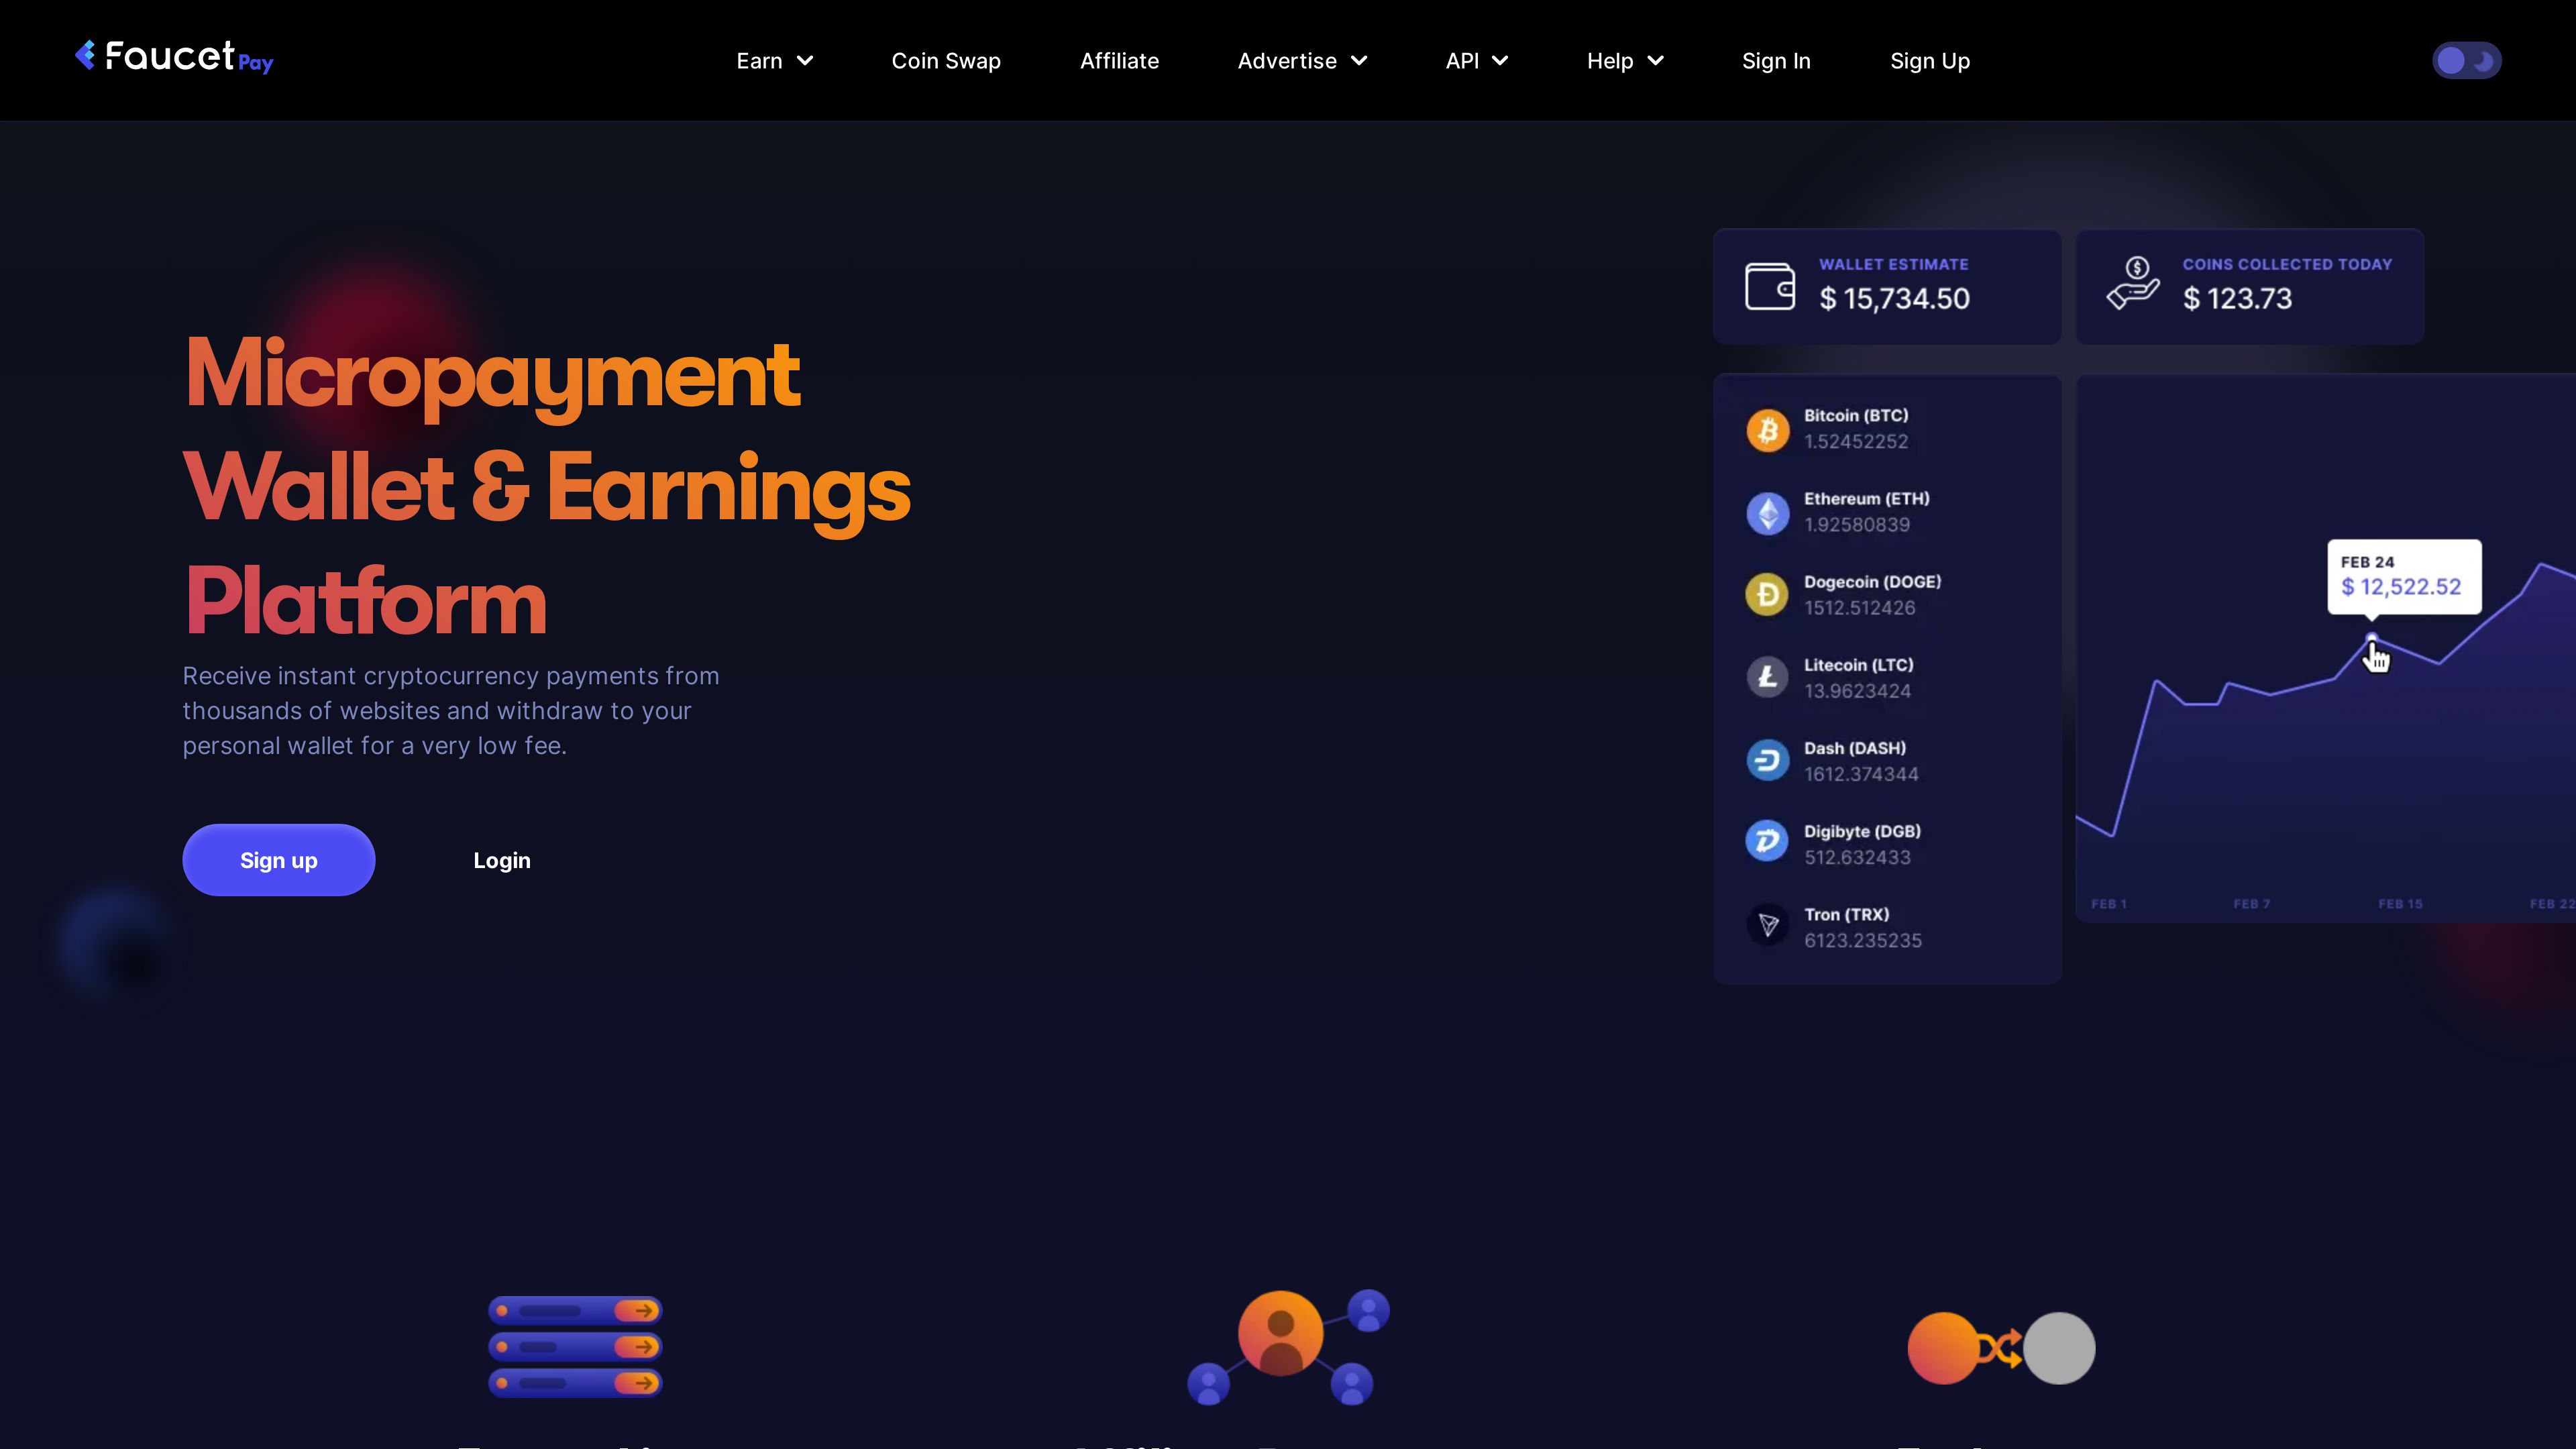 Faucet Pay
Earn
Coin Swap
Affiliate
Advertise
API
Help
Sign In
Sign Up
Micropayment
Wallet & Earnings
Platform
Receive instant cryptocurrency payments from
thousands of websites and withdraw to your
personal wallet for a very low fee.
Sign up
Login
WALLET ESTIMATE
$ 15,734.50
COINS COLLECTED TODAY
$ 123.73
Bitcoin (BTC)
1.52452252
Ethereum (ETH)
1.92580839
Dogecoin (DOGE)
1512.512426
Litecoin (LTC)
13.9623424
Dash (DASH)
1612.374344
Digibyte (DGB)
512.632433
Tron (TRX)
6123.235235
FEB 24
$ 12,522.52
FEB 1
FEB 7
FEB 15
FEB 22